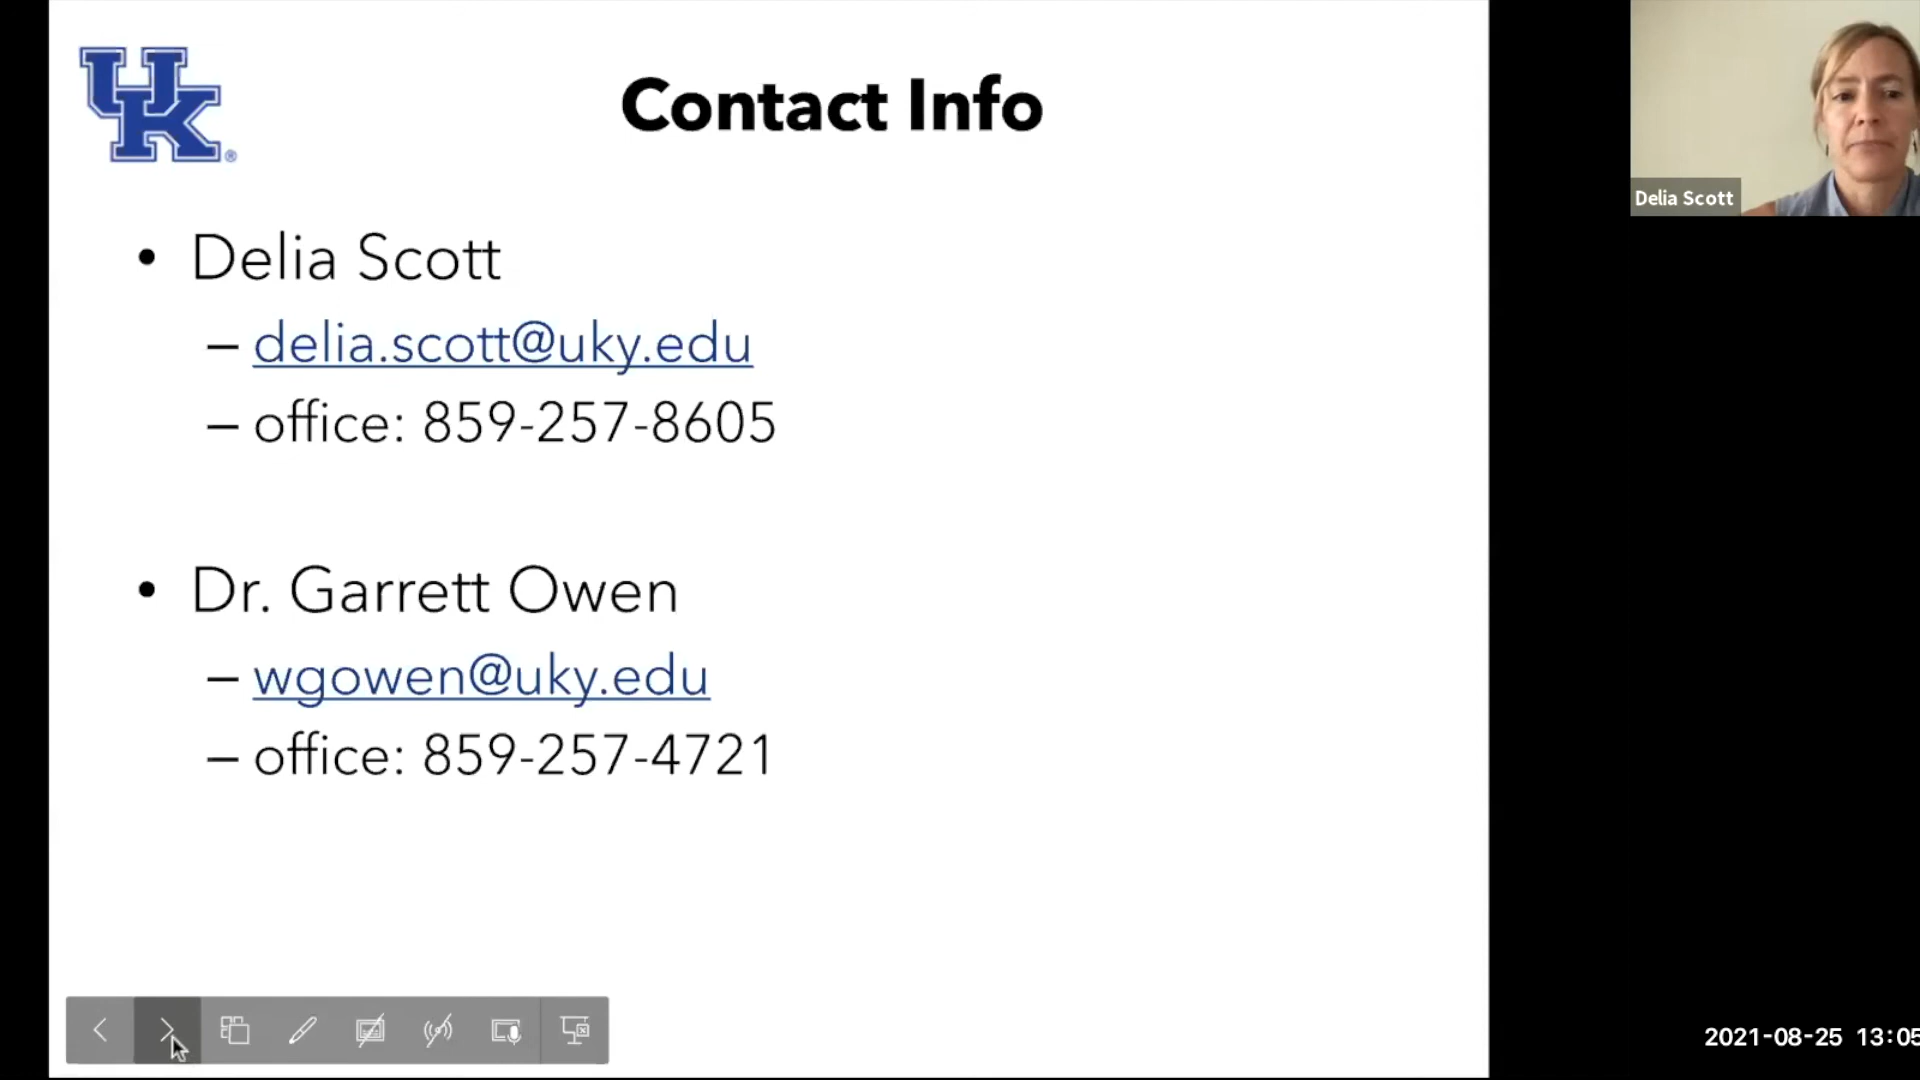 UK®
Contact Info
Delia Scott
• Delia Scott
– delia.scott@uky.edu
– office: 859-257-8605
• Dr. Garrett Owen
– wgowen@uky.edu
– office: 859-257-4721
2021-08-25 13:05